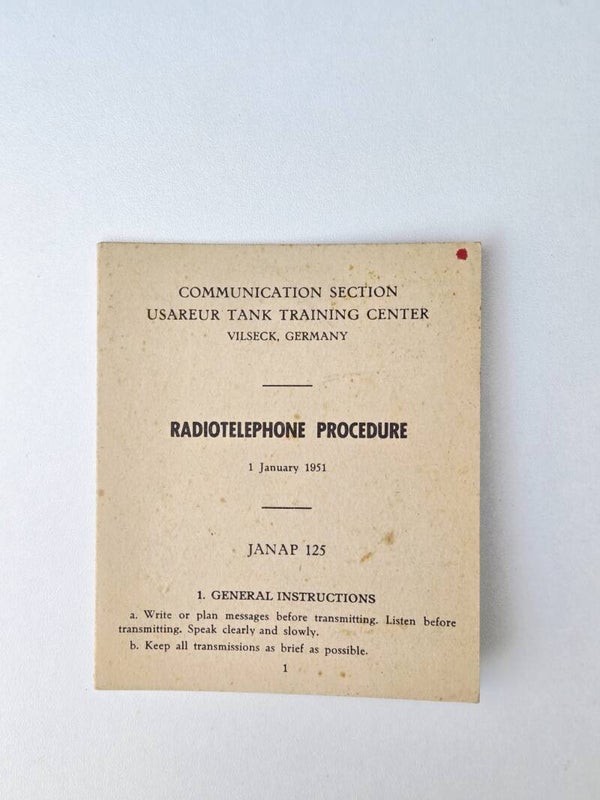 COMMUNICATION SECTION
USAREUR TANK TRAINING CENTER
VILSECK, GERMANY
RADIOTELEPHONE PROCEDURE
1 January 1951
JANAP 125
1. GENERAL INSTRUCTIONS
a. Write or plan messages before transmitting. Listen before
transmitting. Speak clearly and slowly.
b. Keep all transmissions as brief as possible.
1